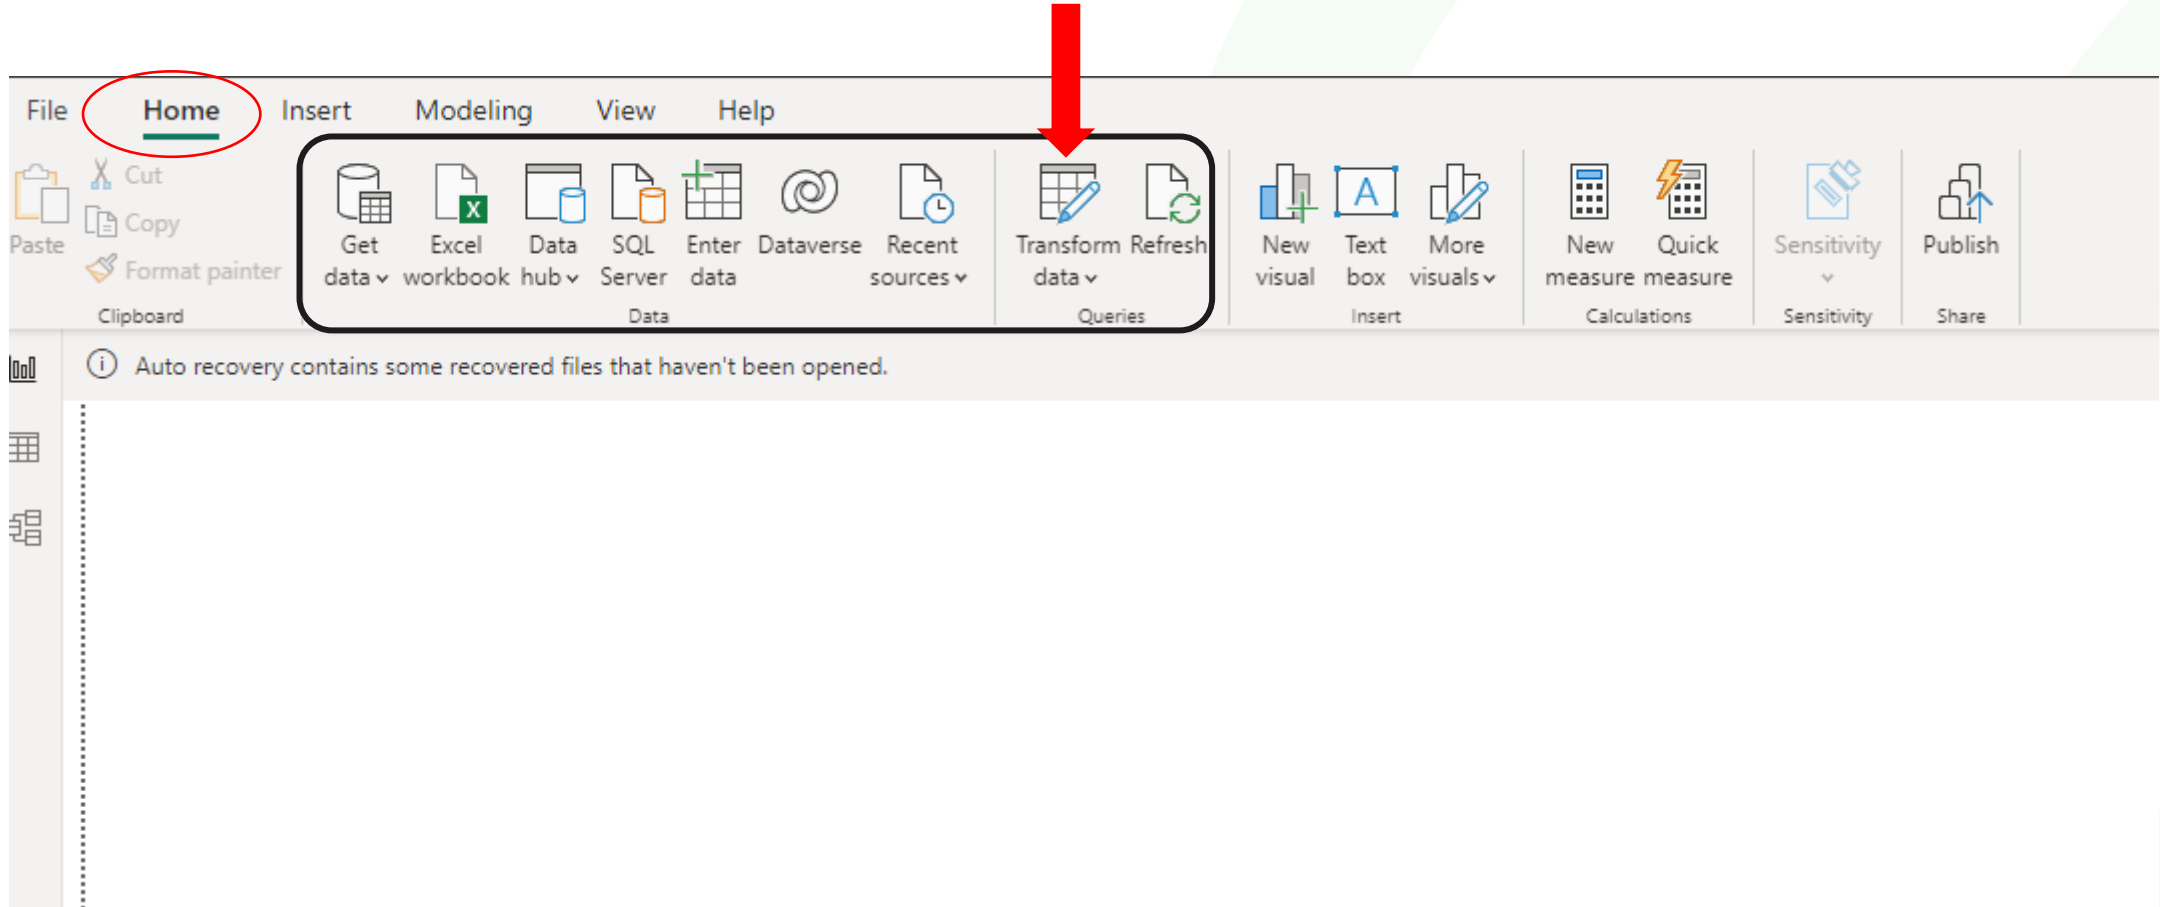 File Home Insert Modeling View Help
Paste
Cut
Copy
Format painter
Clipboard
Get
data
Excel
workbook
Data
hub
SQL
Server
Enter
data
Dataverse
Recent
sources
Data
Transform
data
Refresh
Queries
New
visual
Text
box
More
visuals
A
X
Insert
New
measure
Quick
measure
Calculations
Sensitivity
Sensitivity
Publish
Share
Auto recovery contains some recovered files that haven't been opened.